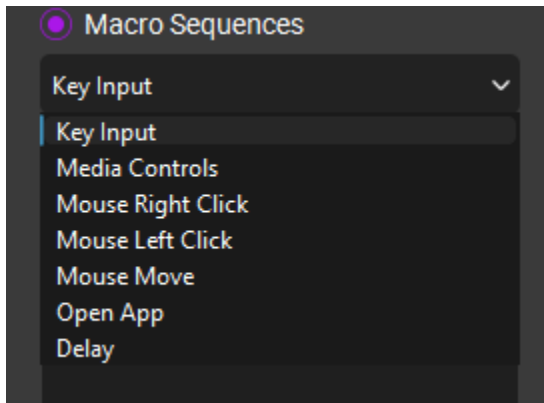 Macro Sequences
Key Input
Key Input
Media Controls
Mouse Right Click
Mouse Left Click
Mouse Move
Open App
Delay